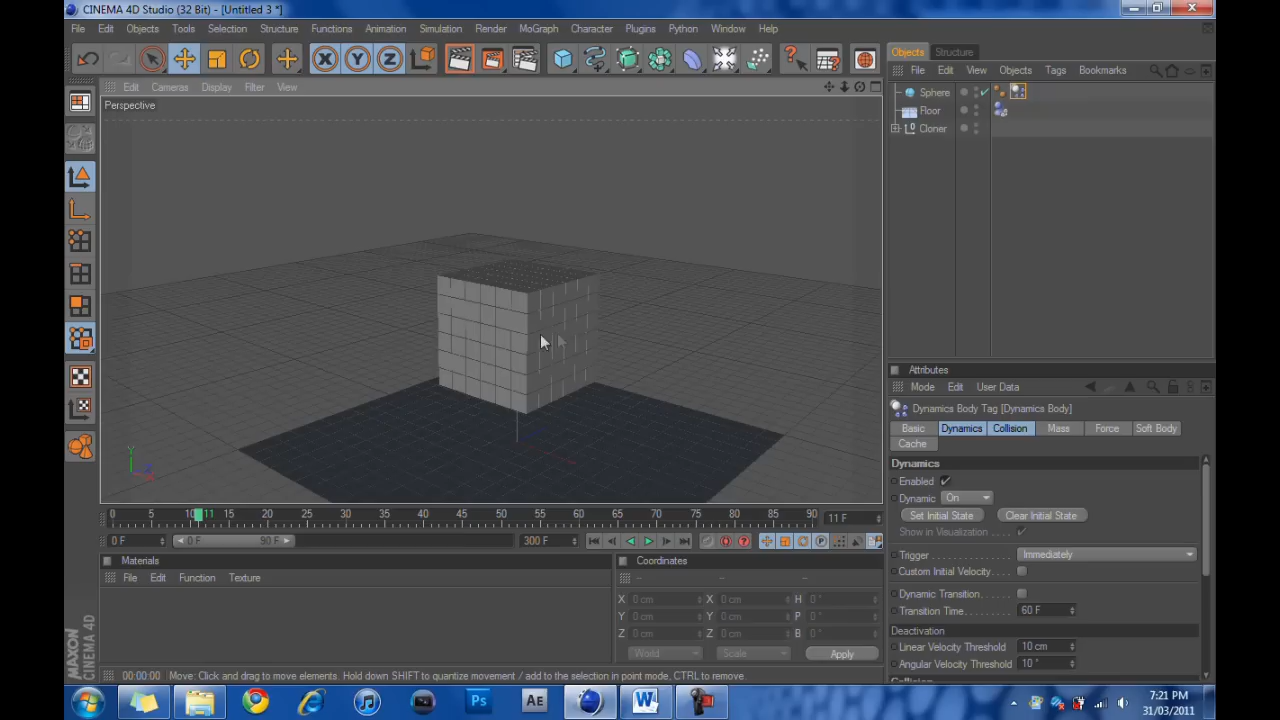 CINEMA 4D Studio (32 Bit) - [Untitled 3 *]
File Edit Objects Tools Selection Structure Functions Animation Simulation Render MoGraph Character Plugins Python Window Help
Objects Structure
File Edit View Objects Tags Bookmarks
Edit Cameras Display Filter View
Perspective
Sphere
Floor
Cloner
Y
Attributes
Mode Edit User Data
Dynamics Body Tag [Dynamics Body]
Basic Dynamics Collision Mass Force Soft Body
Cache
Dynamics
Enabled
Dynamic On
Set Initial State Clear Initial State
Show in Visualization
Trigger Immediately
Custom Initial Velocity
Dynamic Transition
Transition Time 60 F
Deactivation
Linear Velocity Threshold 10 cm
Angular Velocity Threshold 10 °
0 5 10 11 15 20 25 30 35 40 45 50 55 60 65 70 75 80 85 90 11 F
0 F 0 F 90 F 300 F
Materials
File Edit Function Texture
Coordinates
-- -- --
X 0 cm X 0 cm H 0 °
Y 0 cm Y 0 cm P 0 °
Z 0 cm Z 0 cm B 0 °
World Scale Apply
MAXON CINEMA 4D
00:00:00 Move: Click and drag to move elements. Hold down SHIFT to quantize movement / add to the selection in point mode, CTRL to remove.
Ps Ae W
7:21 PM
31/03/2011